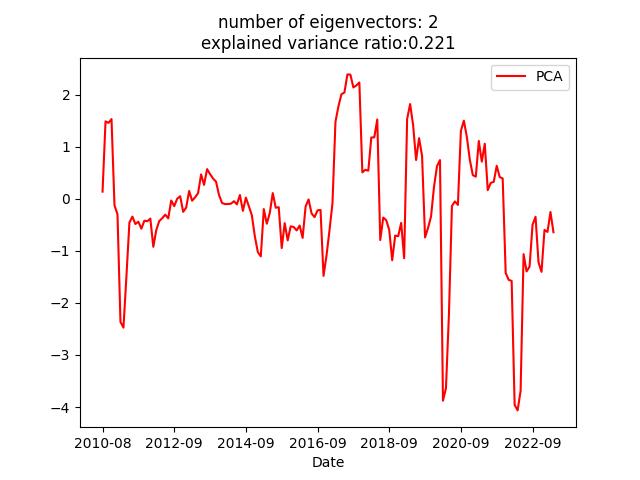 number of eigenvectors: 2
explained variance ratio:0.221
PCA
2
1
0
−1
−2
−3
−4
2010-08 2012-09 2014-09 2016-09 2018-09 2020-09 2022-09
Date